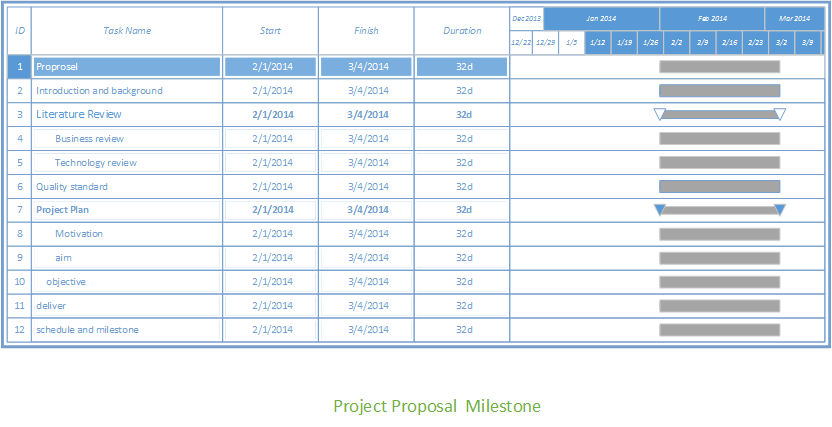 ID Task Name Start Finish Duration Dec 2013 Jan 2014 Feb 2014 Mar 2014
12/22 12/29 1/5 1/12 1/19 1/26 2/2 2/9 2/16 2/23 3/2 3/9
1 Proprosal 2/1/2014 3/4/2014 32d
2 Introduction and background 2/1/2014 3/4/2014 32d
3 Literature Review 2/1/2014 3/4/2014 32d
4 Business review 2/1/2014 3/4/2014 32d
5 Technology review 2/1/2014 3/4/2014 32d
6 Quality standard 2/1/2014 3/4/2014 32d
7 Project Plan 2/1/2014 3/4/2014 32d
8 Motivation 2/1/2014 3/4/2014 32d
9 aim 2/1/2014 3/4/2014 32d
10 objective 2/1/2014 3/4/2014 32d
11 deliver 2/1/2014 3/4/2014 32d
12 schedule and milestone 2/1/2014 3/4/2014 32d
Project Proposal Milestone